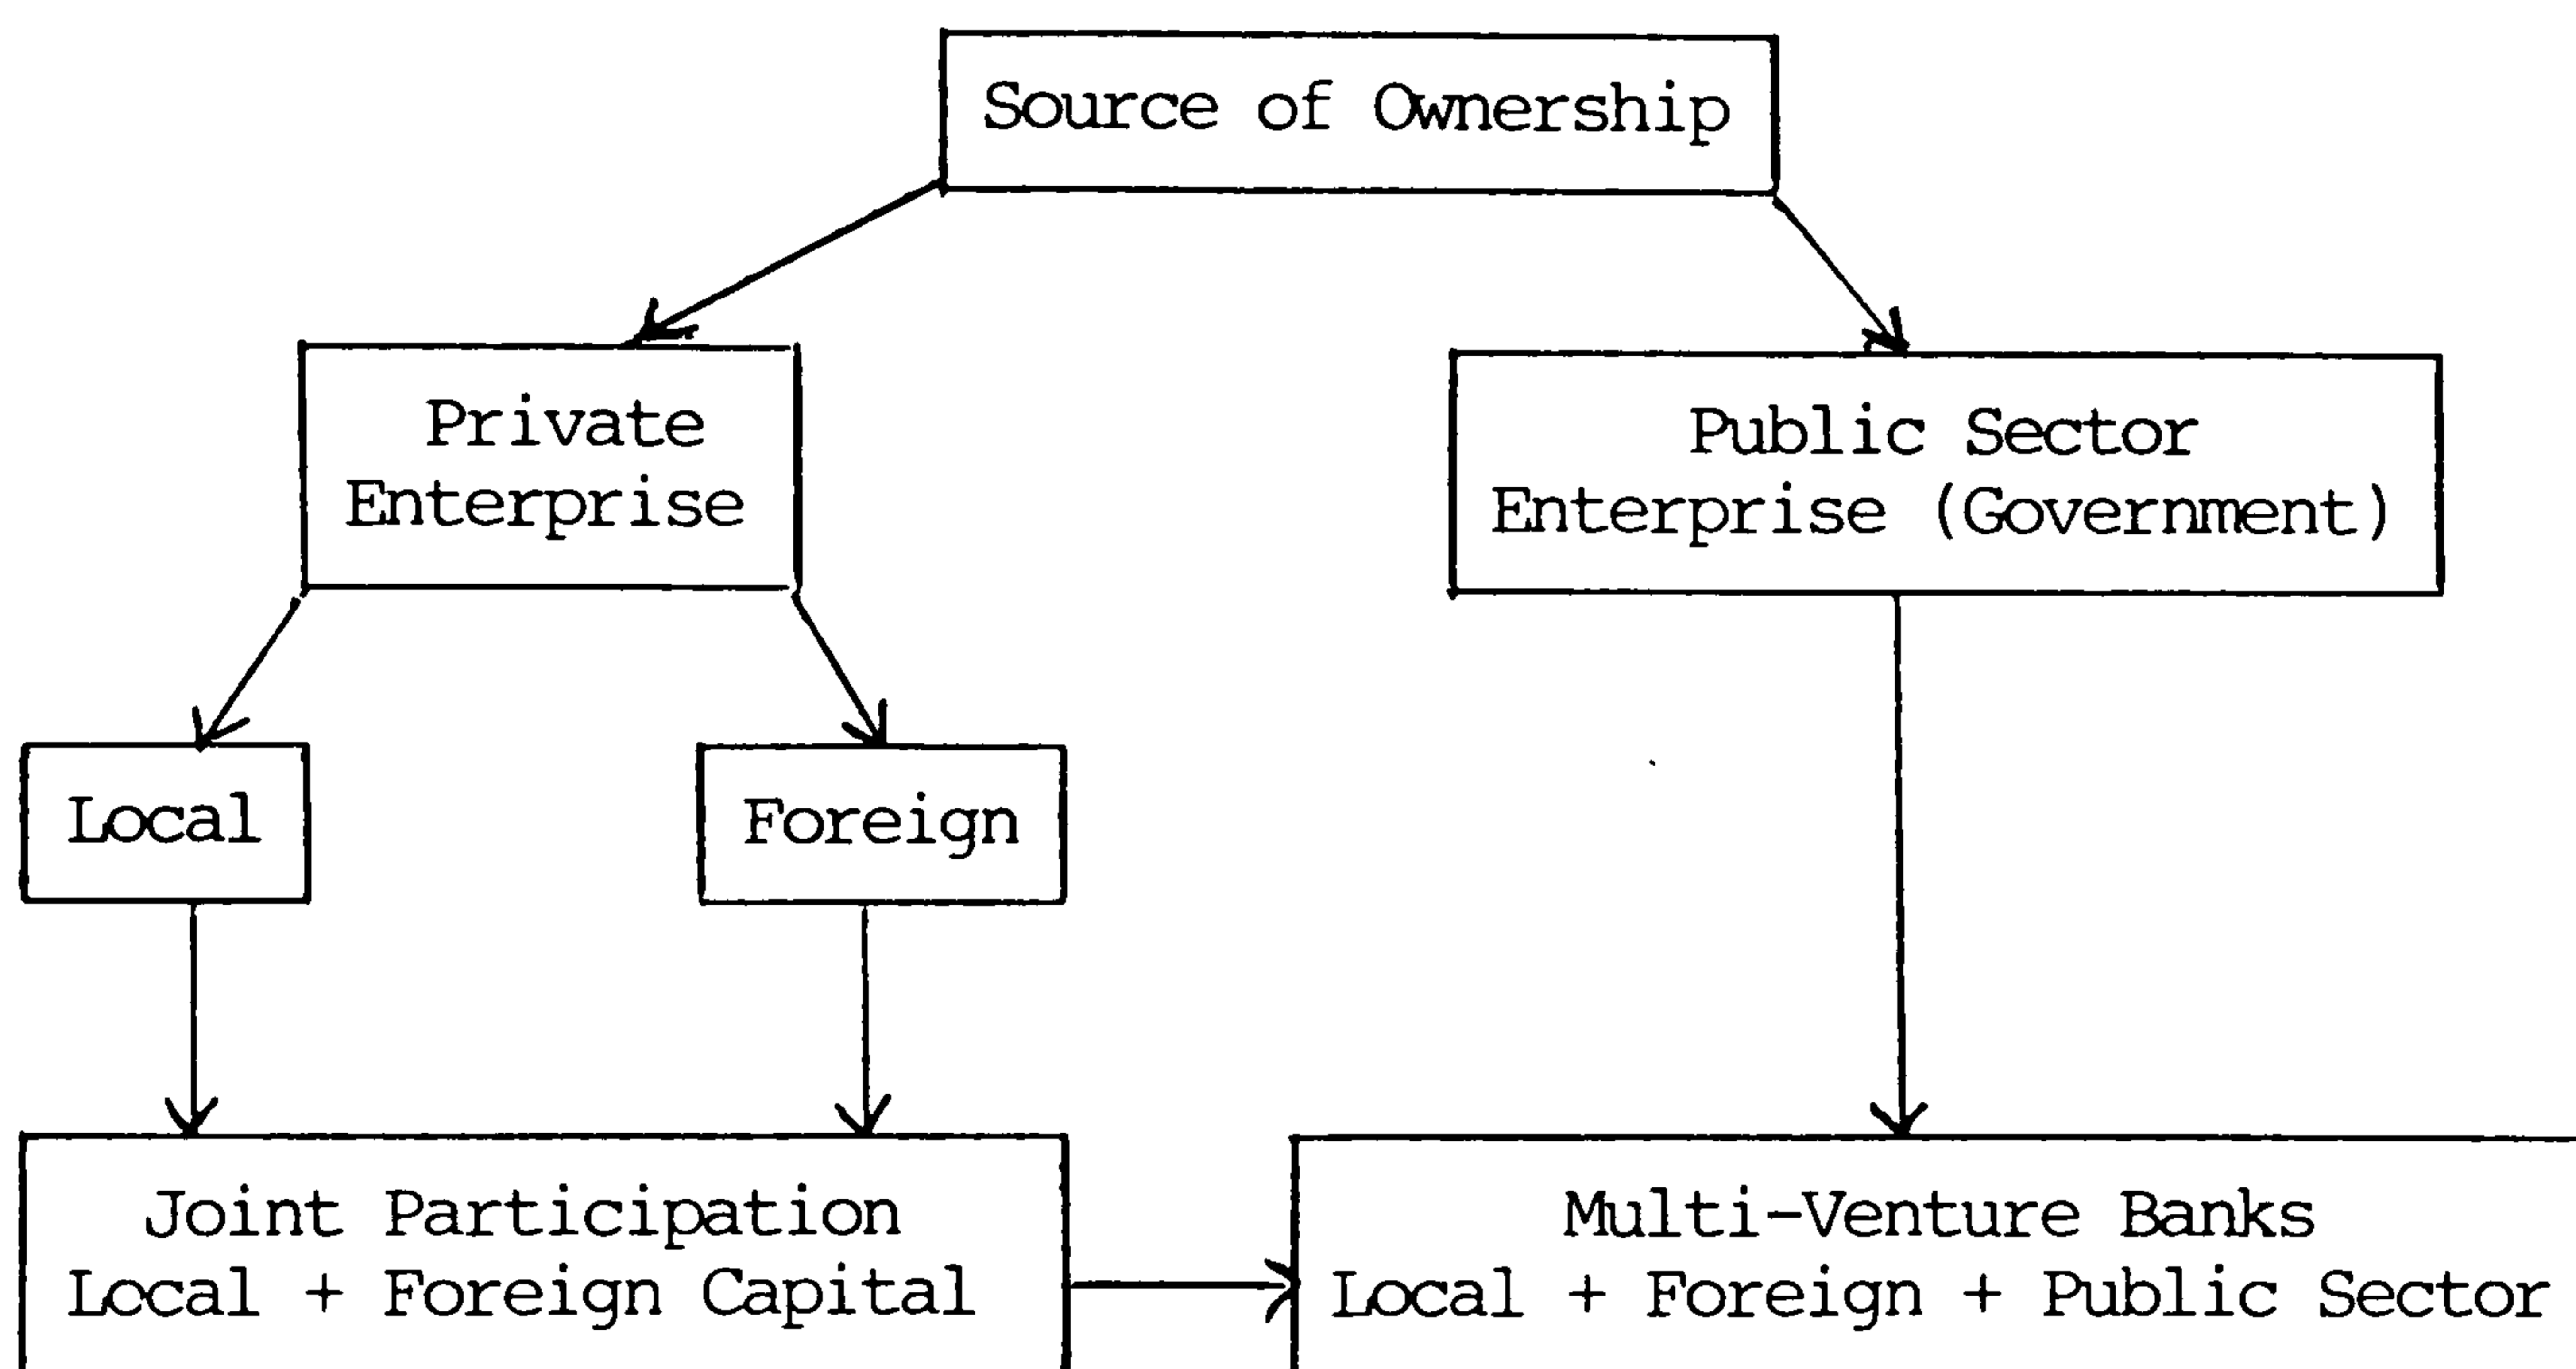 Source of Ownership
Private
Enterprise
Public Sector
Enterprise (Government)
Local
Foreign
Joint Participation
Local + Foreign Capital
Multi-Venture Banks
Local + Foreign + Public Sector